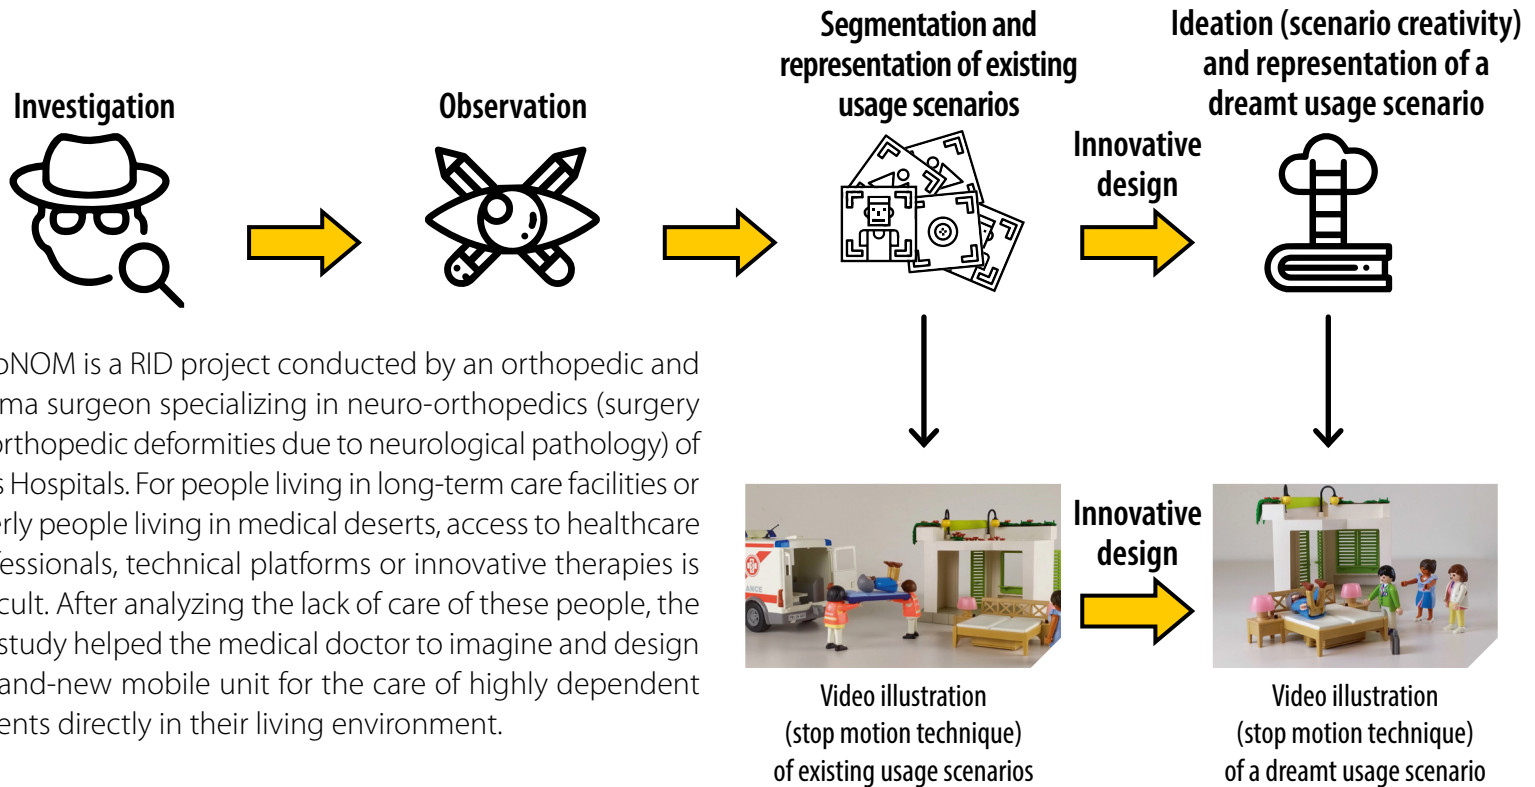 Investigation
Observation
Segmentation and
representation of existing
usage scenarios
Innovative
design
Ideation (scenario creativity)
and representation of a
dreamt usage scenario
oNOM is a RID project conducted by an orthopedic and
ma surgeon specializing in neuro-orthopedics (surgery
orthopedic deformities due to neurological pathology) of
s Hospitals. For people living in long-term care facilities or
erly people living in medical deserts, access to healthcare
fessionals, technical platforms or innovative therapies is
cult. After analyzing the lack of care of these people, the
study helped the medical doctor to imagine and design
and-new mobile unit for the care of highly dependent
ents directly in their living environment.
Innovative
design
Video illustration
(stop motion technique)
of existing usage scenarios
Video illustration
(stop motion technique)
of a dreamt usage scenario